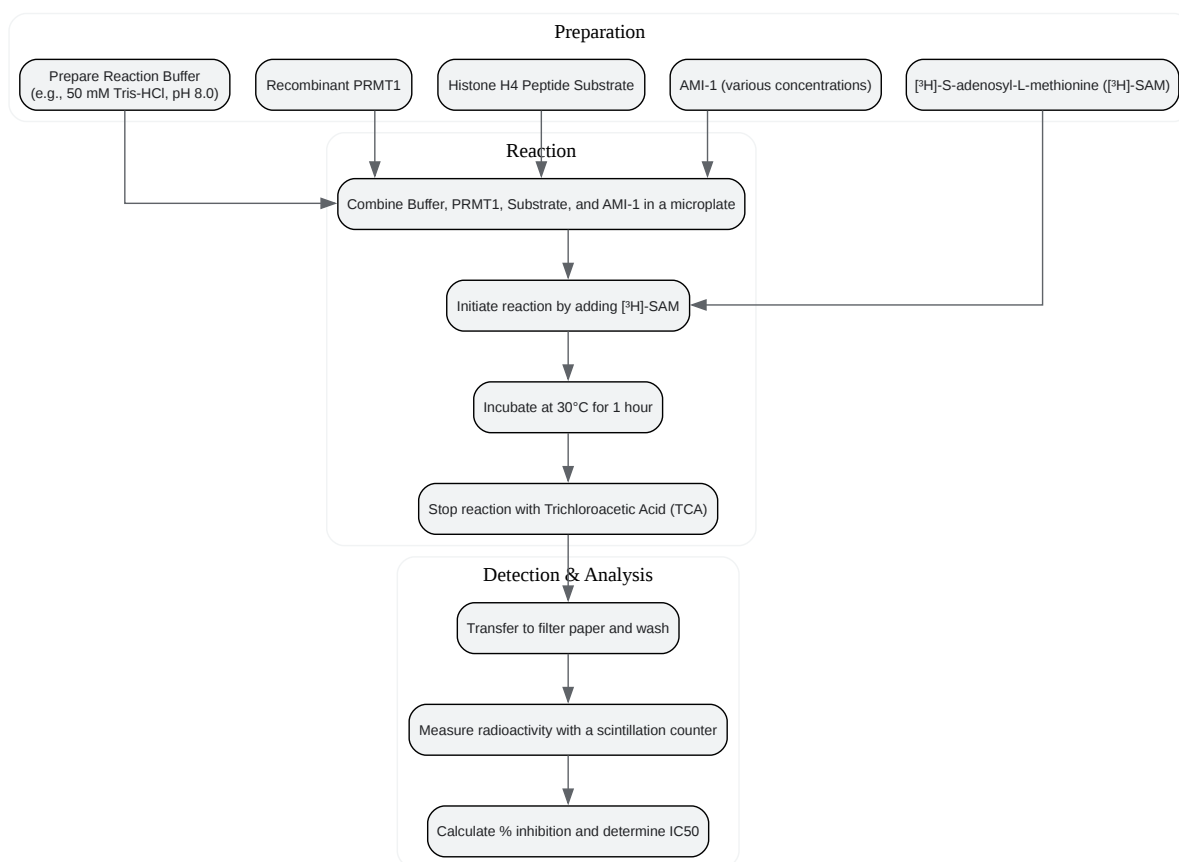 Preparation
Prepare Reaction Buffer
(e.g., 50 mM Tris-HCl, pH 8.0)
Recombinant PRMT1
Histone H4 Peptide Substrate
AMI-1 (various concentrations)
[³H]-S-adenosyl-L-methionine ([³H]-SAM)
Reaction
Combine Buffer, PRMT1, Substrate, and AMI-1 in a microplate
Initiate reaction by adding [³H]-SAM
Incubate at 30°C for 1 hour
Stop reaction with Trichloroacetic Acid (TCA)
Detection & Analysis
Transfer to filter paper and wash
Measure radioactivity with a scintillation counter
Calculate % inhibition and determine IC50